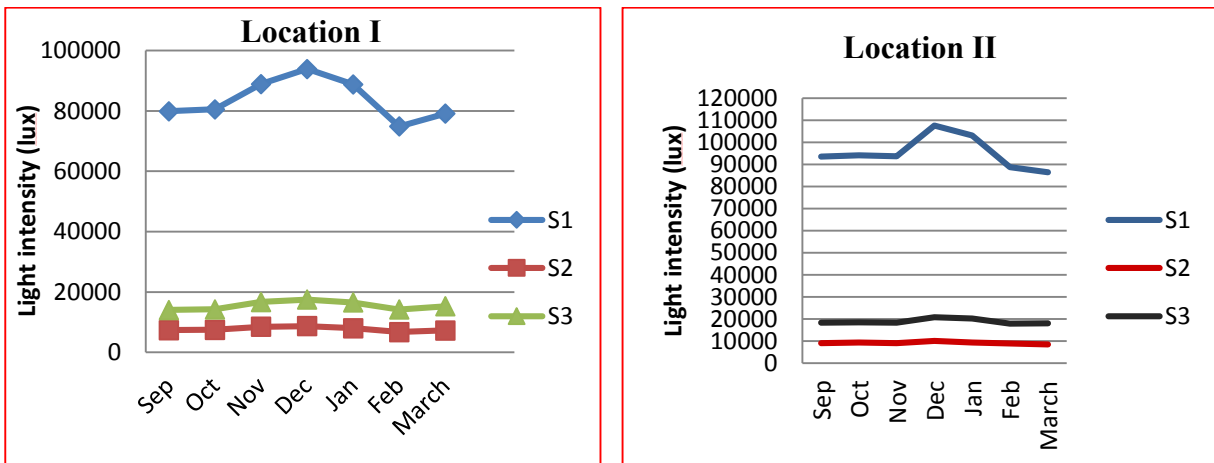 Location I
Light intensity (lux)
100000
80000
60000
40000
20000
0
Sep
Oct
Nov
Dec
Jan
Feb
March
S1
S2
S3
Location II
Light intensity (lux)
120000
110000
100000
90000
80000
70000
60000
50000
40000
30000
20000
10000
0
Sep
Oct
Nov
Dec
Jan
Feb
March
S1
S2
S3